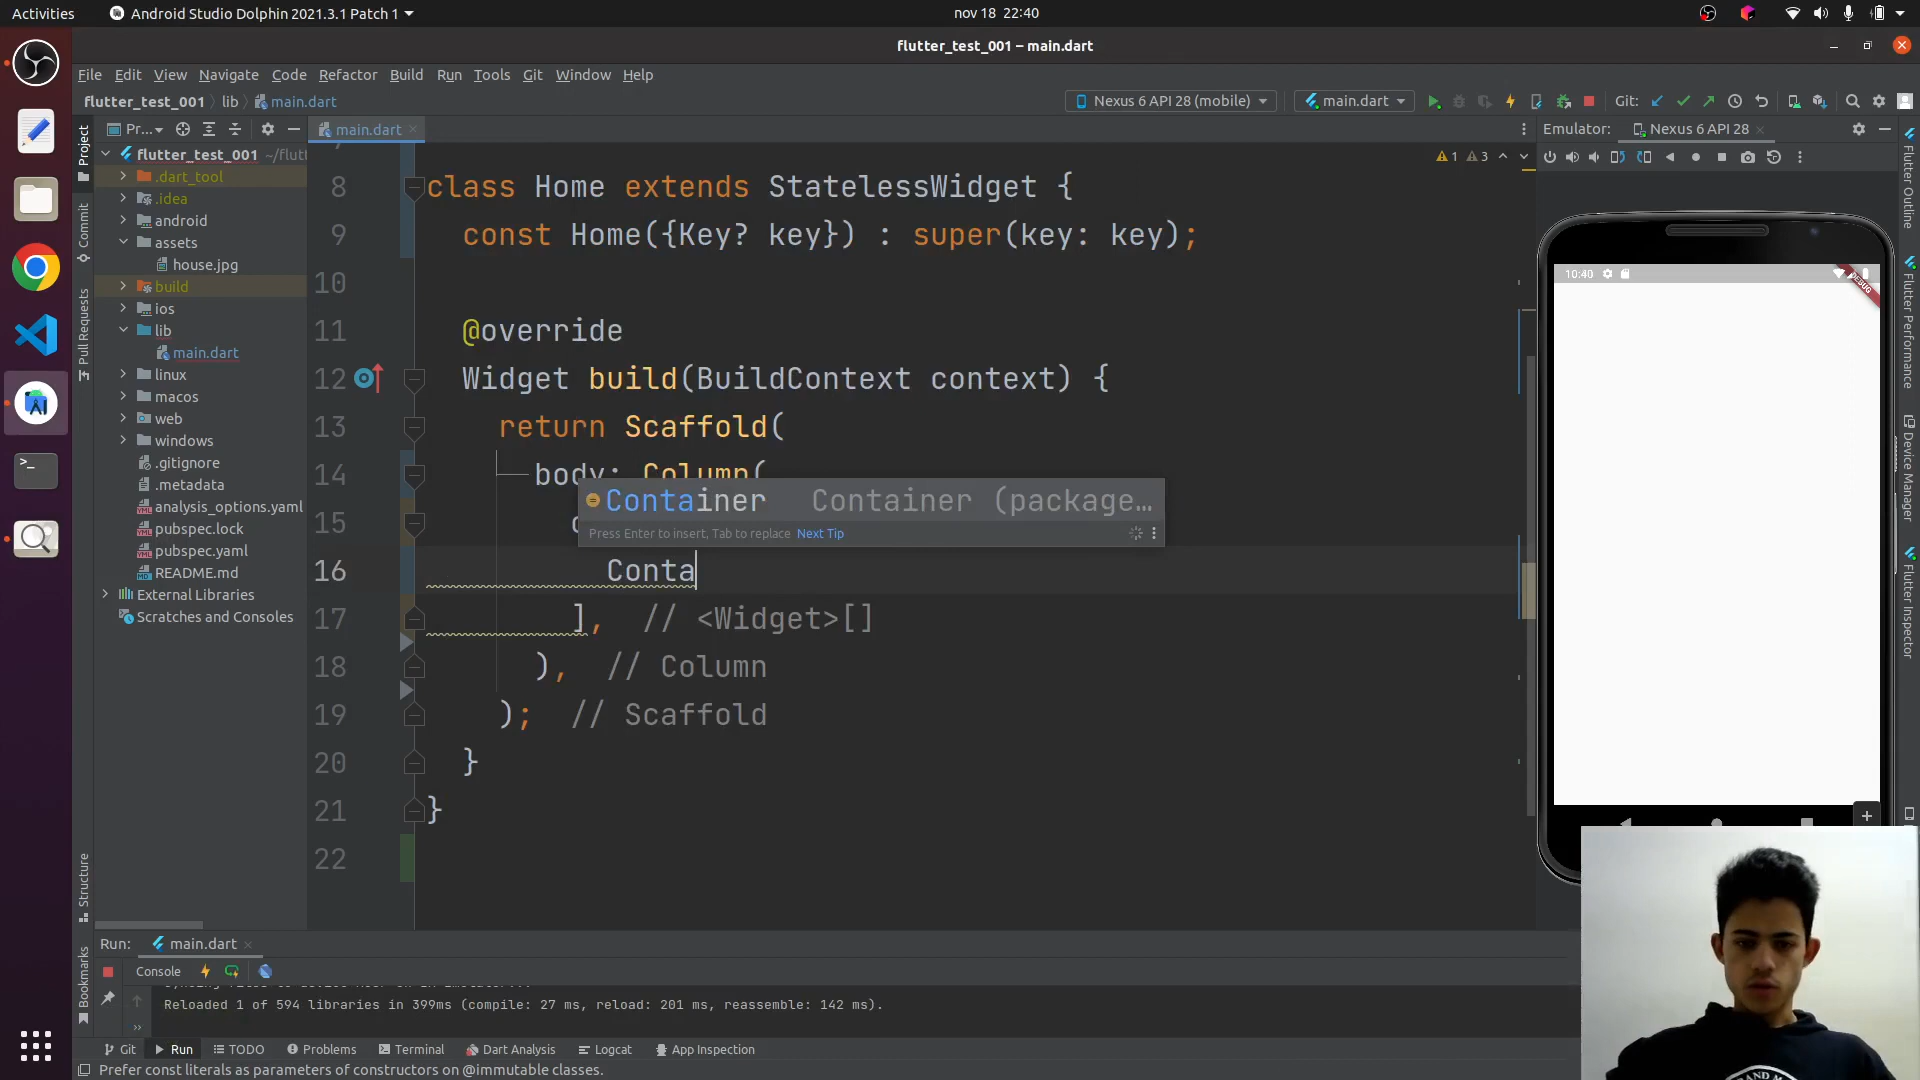 Activities
Android Studio Dolphin 2021.3.1 Patch 1
nov 18 22:40
flutter_test_001 – main.dart
File Edit View Navigate Code Refactor Build Run Tools Git Window Help
flutter_test_001 lib main.dart
Nexus 6 API 28 (mobile) main.dart Git:
Project
Commit
Pull Requests
Structure
Bookmarks
Pr...
flutter_test_001
.dart_tool
.idea
android
assets
house.jpg
build
ios
lib
main.dart
linux
macos
web
windows
.gitignore
.metadata
analysis_options.yaml
pubspec.lock
pubspec.yaml
README.md
External Libraries
Scratches and Consoles
main.dart
1 3
8 class Home extends StatelessWidget {
9 const Home({Key? key}) : super(key: key);
10
11 @override
12 Widget build(BuildContext context) {
13 return Scaffold(
14 body: Column(
Container Container (package...
15
Press Enter to insert, Tab to replace Next Tip
16 Conta
17 ], // <Widget>[]
18 ), // Column
19 ); // Scaffold
20 }
21 }
22
Emulator: Nexus 6 API 28
10:40
DEBUG
Flutter Outline
Flutter Performance
Device Manager
Flutter Inspector
Run: main.dart
Console
Reloaded 1 of 594 libraries in 399ms (compile: 27 ms, reload: 201 ms, reassemble: 142 ms).
Git Run TODO Problems Terminal Dart Analysis Logcat App Inspection
Prefer const literals as parameters of constructors on @immutable classes.